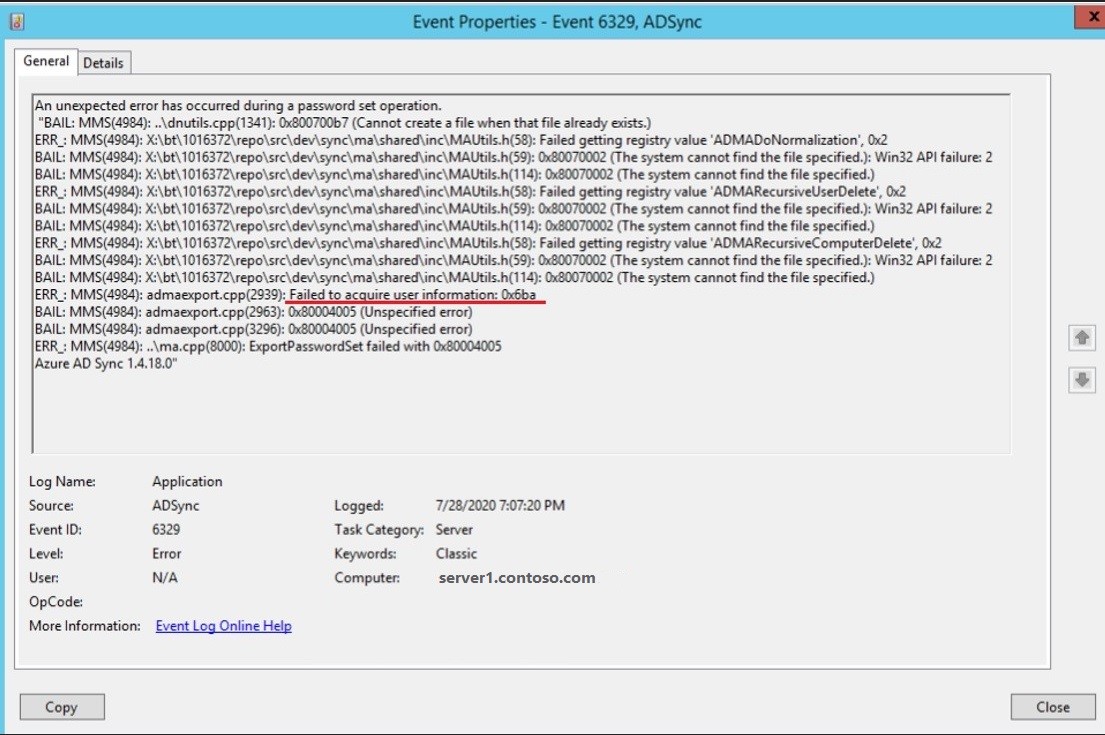 Event Properties - Event 6329, ADSync
x
General
Details
An unexpected error has occurred during a password set operation.
"BAIL: MMS(4984): ..\dnutils.cpp(1341): 0x800700b7 (Cannot create a file when that file already exists.)
ERR_: MMS(4984): X:\bt\1016372\repo\src\dev\sync\ma\shared\inc\MAUtils.h(58): Failed getting registry value 'ADMADoNormalization', 0x2
BAIL: MMS(4984): X:\bt\1016372\repo\src\dev\sync\ma\shared\inc\MAUtils.h(59): 0x80070002 (The system cannot find the file specified.): Win32 API failure: 2
BAIL: MMS(4984): X:\bt\1016372\repo\src\dev\sync\ma\shared\inc\MAUtils.h(114): 0x80070002 (The system cannot find the file specified.)
ERR_: MMS(4984): X:\bt\1016372\repo\src\dev\sync\ma\shared\inc\MAUtils.h(58): Failed getting registry value 'ADMARecursiveUserDelete', 0x2
BAIL: MMS(4984): X:\bt\1016372\repo\src\dev\sync\ma\shared\inc\MAUtils.h(59): 0x80070002 (The system cannot find the file specified.): Win32 API failure: 2
BAIL: MMS(4984): X:\bt\1016372\repo\src\dev\sync\ma\shared\inc\MAUtils.h(114): 0x80070002 (The system cannot find the file specified.)
ERR_: MMS(4984): X:\bt\1016372\repo\src\dev\sync\ma\shared\inc\MAUtils.h(58): Failed getting registry value 'ADMARecursiveComputerDelete', 0x2
BAIL: MMS(4984): X:\bt\1016372\repo\src\dev\sync\ma\shared\inc\MAUtils.h(59): 0x80070002 (The system cannot find the file specified.): Win32 API failure: 2
BAIL: MMS(4984): X:\bt\1016372\repo\src\dev\sync\ma\shared\inc\MAUtils.h(114): 0x80070002 (The system cannot find the file specified.)
ERR_: MMS(4984): admaexport.cpp(2939): Failed to acquire user information: 0x6ba
BAIL: MMS(4984): admaexport.cpp(2963): 0x80004005 (Unspecified error)
BAIL: MMS(4984): admaexport.cpp(3296): 0x80004005 (Unspecified error)
ERR_: MMS(4984): ..\ma.cpp(8000): ExportPasswordSet failed with 0x80004005
Azure AD Sync 1.4.18.0"
Log Name: Application
Source: ADSync Logged: 7/28/2020 7:07:20 PM
Event ID: 6329 Task Category: Server
Level: Error Keywords: Classic
User: N/A Computer: server1.contoso.com
OpCode:
More Information: Event Log Online Help
Copy Close